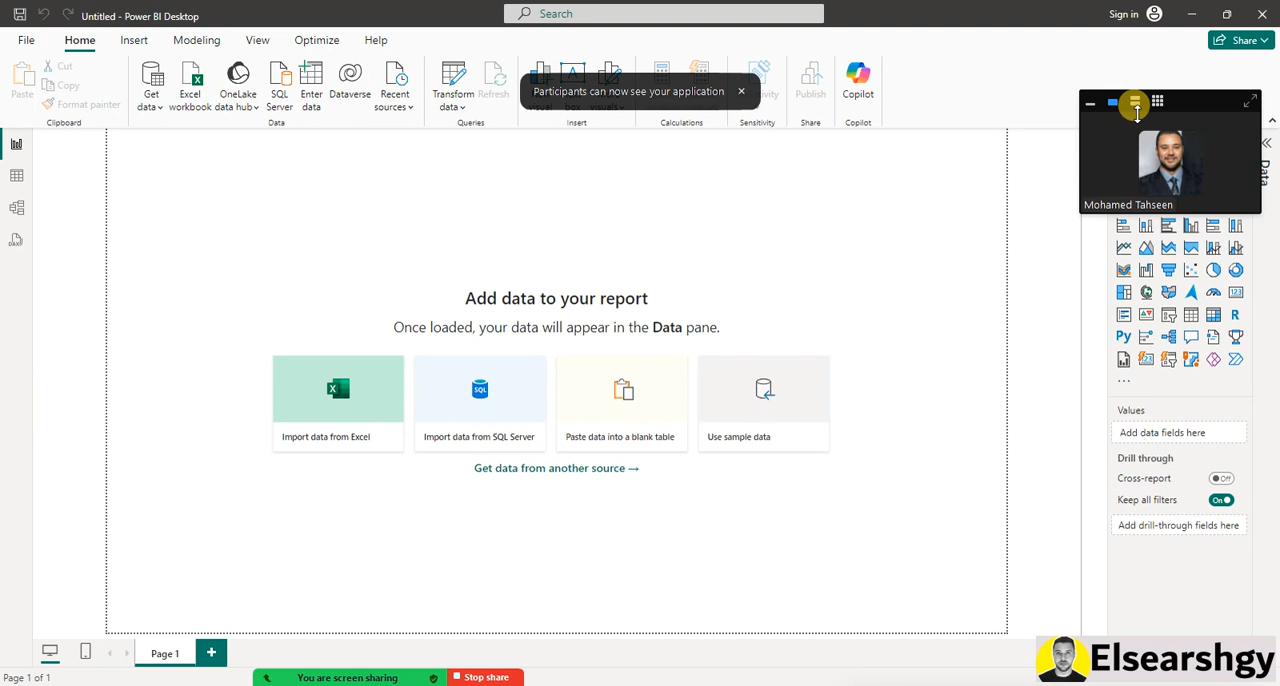 Untitled - Power BI Desktop
Search
Sign in
File Home Insert Modeling View Optimize Help
Share
Paste
Cut
Copy
Format painter
Clipboard
Get data
Excel workbook
OneLake data hub
SQL Server
Enter data
Dataverse
Recent sources
Data
Transform data
Refresh
Queries
Participants can now see your application
Insert
Calculations
Sensitivity
Publish
Share
Copilot
Copilot
Mohamed Tahseen
Data
Add data to your report
Once loaded, your data will appear in the Data pane.
Import data from Excel
Import data from SQL Server
Paste data into a blank table
Use sample data
Get data from another source →
SQL
123
R
Py
Values
Add data fields here
Drill through
Cross-report
Off
Keep all filters
On
Add drill-through fields here
Page 1
Page 1 of 1
You are screen sharing
Stop share
Elsearshgy